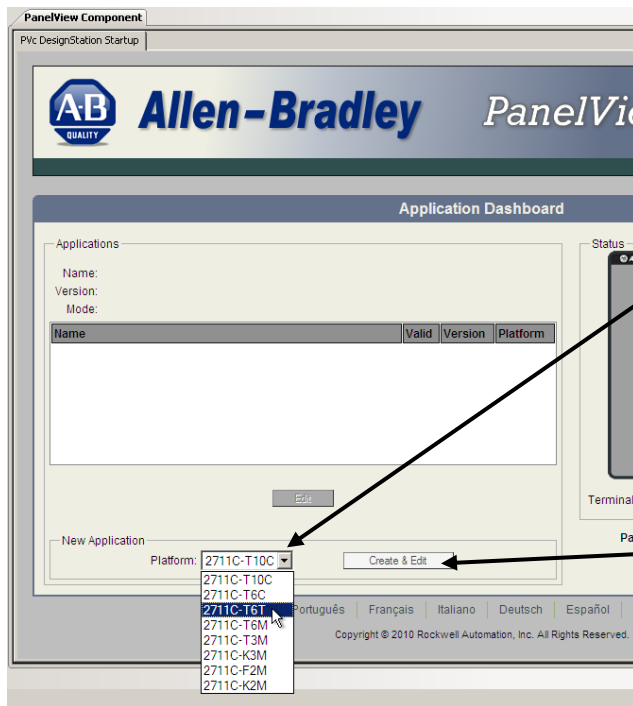 PanelView Component
PVc DesignStation Startup
A·B
QUALITY
Allen-Bradley
Application Dashboard
Applications
Status
Name:
Version:
Mode:
Name Valid Version Platform
Edit
New Application
Platform: 2711C-T10C
Create & Edit
2711C-T10C
2711C-T6C
2711C-T6T
2711C-T6M
2711C-T3M
2711C-K3M
2711C-F2M
2711C-K2M
Português Français Italiano Deutsch Español
Copyright © 2010 Rockwell Automation, Inc. All Rights Reserved.